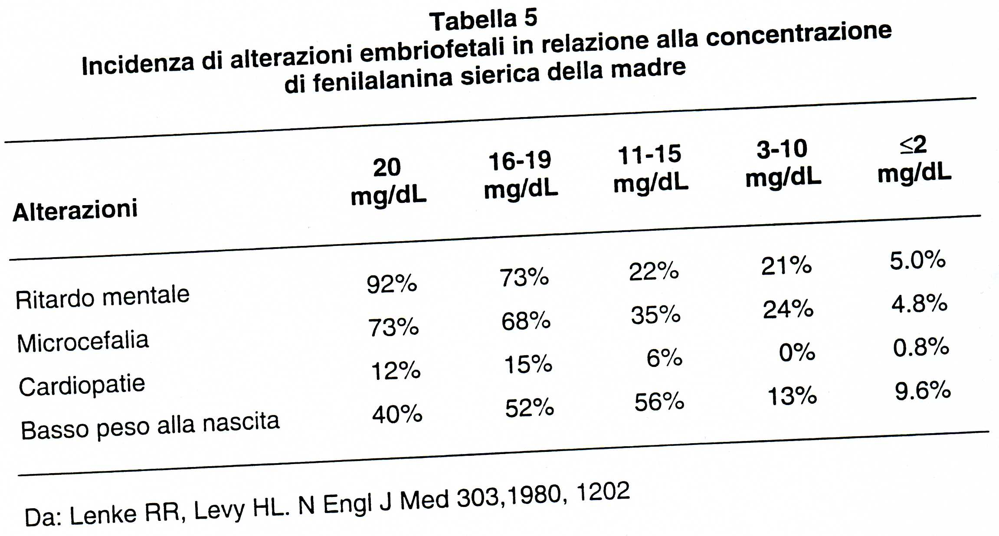 Tabella 5
Incidenza di alterazioni embriofetali in relazione alla concentrazione
di fenilalanina sierica della madre
Alterazioni 20 mg/dL 16-19 mg/dL 11-15 mg/dL 3-10 mg/dL ≤2 mg/dL
Ritardo mentale 92% 73% 22% 21% 5.0%
Microcefalia 73% 68% 35% 24% 4.8%
Cardiopatie 12% 15% 6% 0% 0.8%
Basso peso alla nascita 40% 52% 56% 13% 9.6%
Da: Lenke RR, Levy HL. N Engl J Med 303,1980, 1202